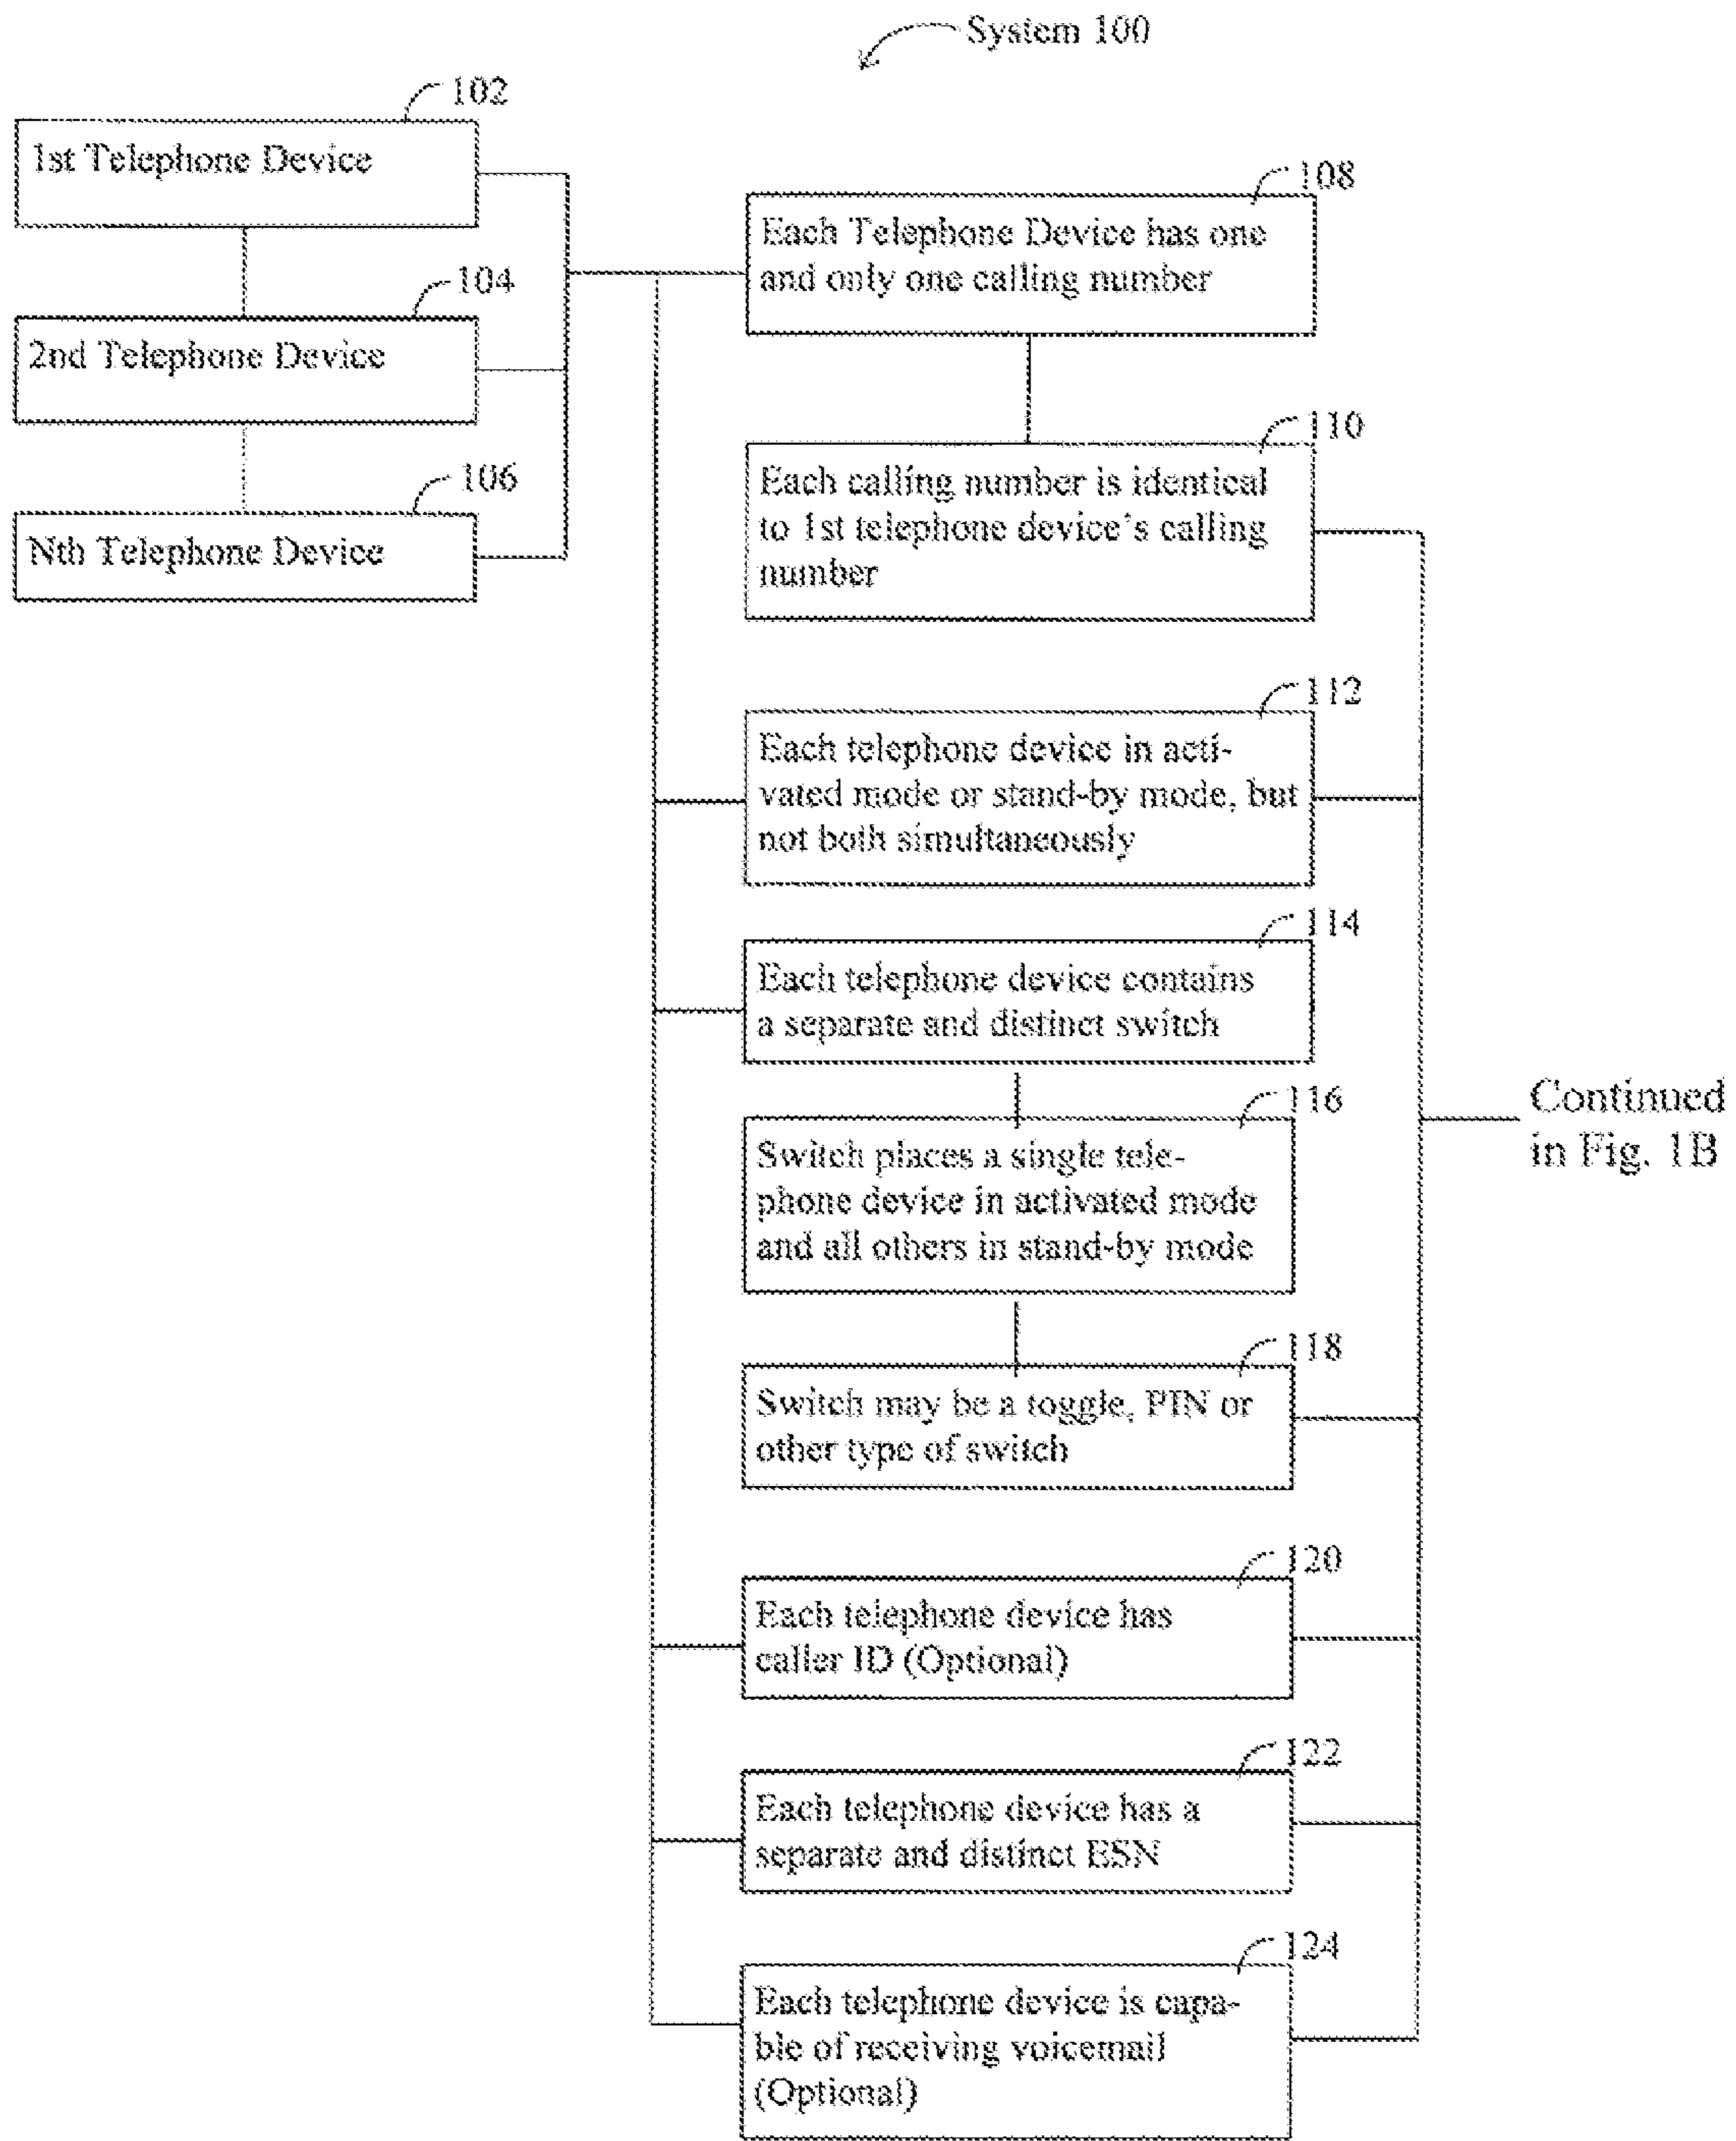 System 100
102
1st Telephone Device
104
2nd Telephone Device
106
Nth Telephone Device
108
Each Telephone Device has one
and only one calling number
110
Each calling number is identical
to 1st telephone device's calling
number
112
Each telephone device in acti-
vated mode or stand-by mode, but
not both simultaneously
114
Each telephone device contains
a separate and distinct switch
116
Switch places a single tele-
phone device in activated mode
and all others in stand-by mode
118
Switch may be a toggle, PIN or
other type of switch
120
Each telephone device has
caller ID (Optional)
122
Each telephone device has a
separate and distinct ESN
124
Each telephone device is capa-
ble of receiving voicemail
(Optional)
Continued
in Fig. 1B